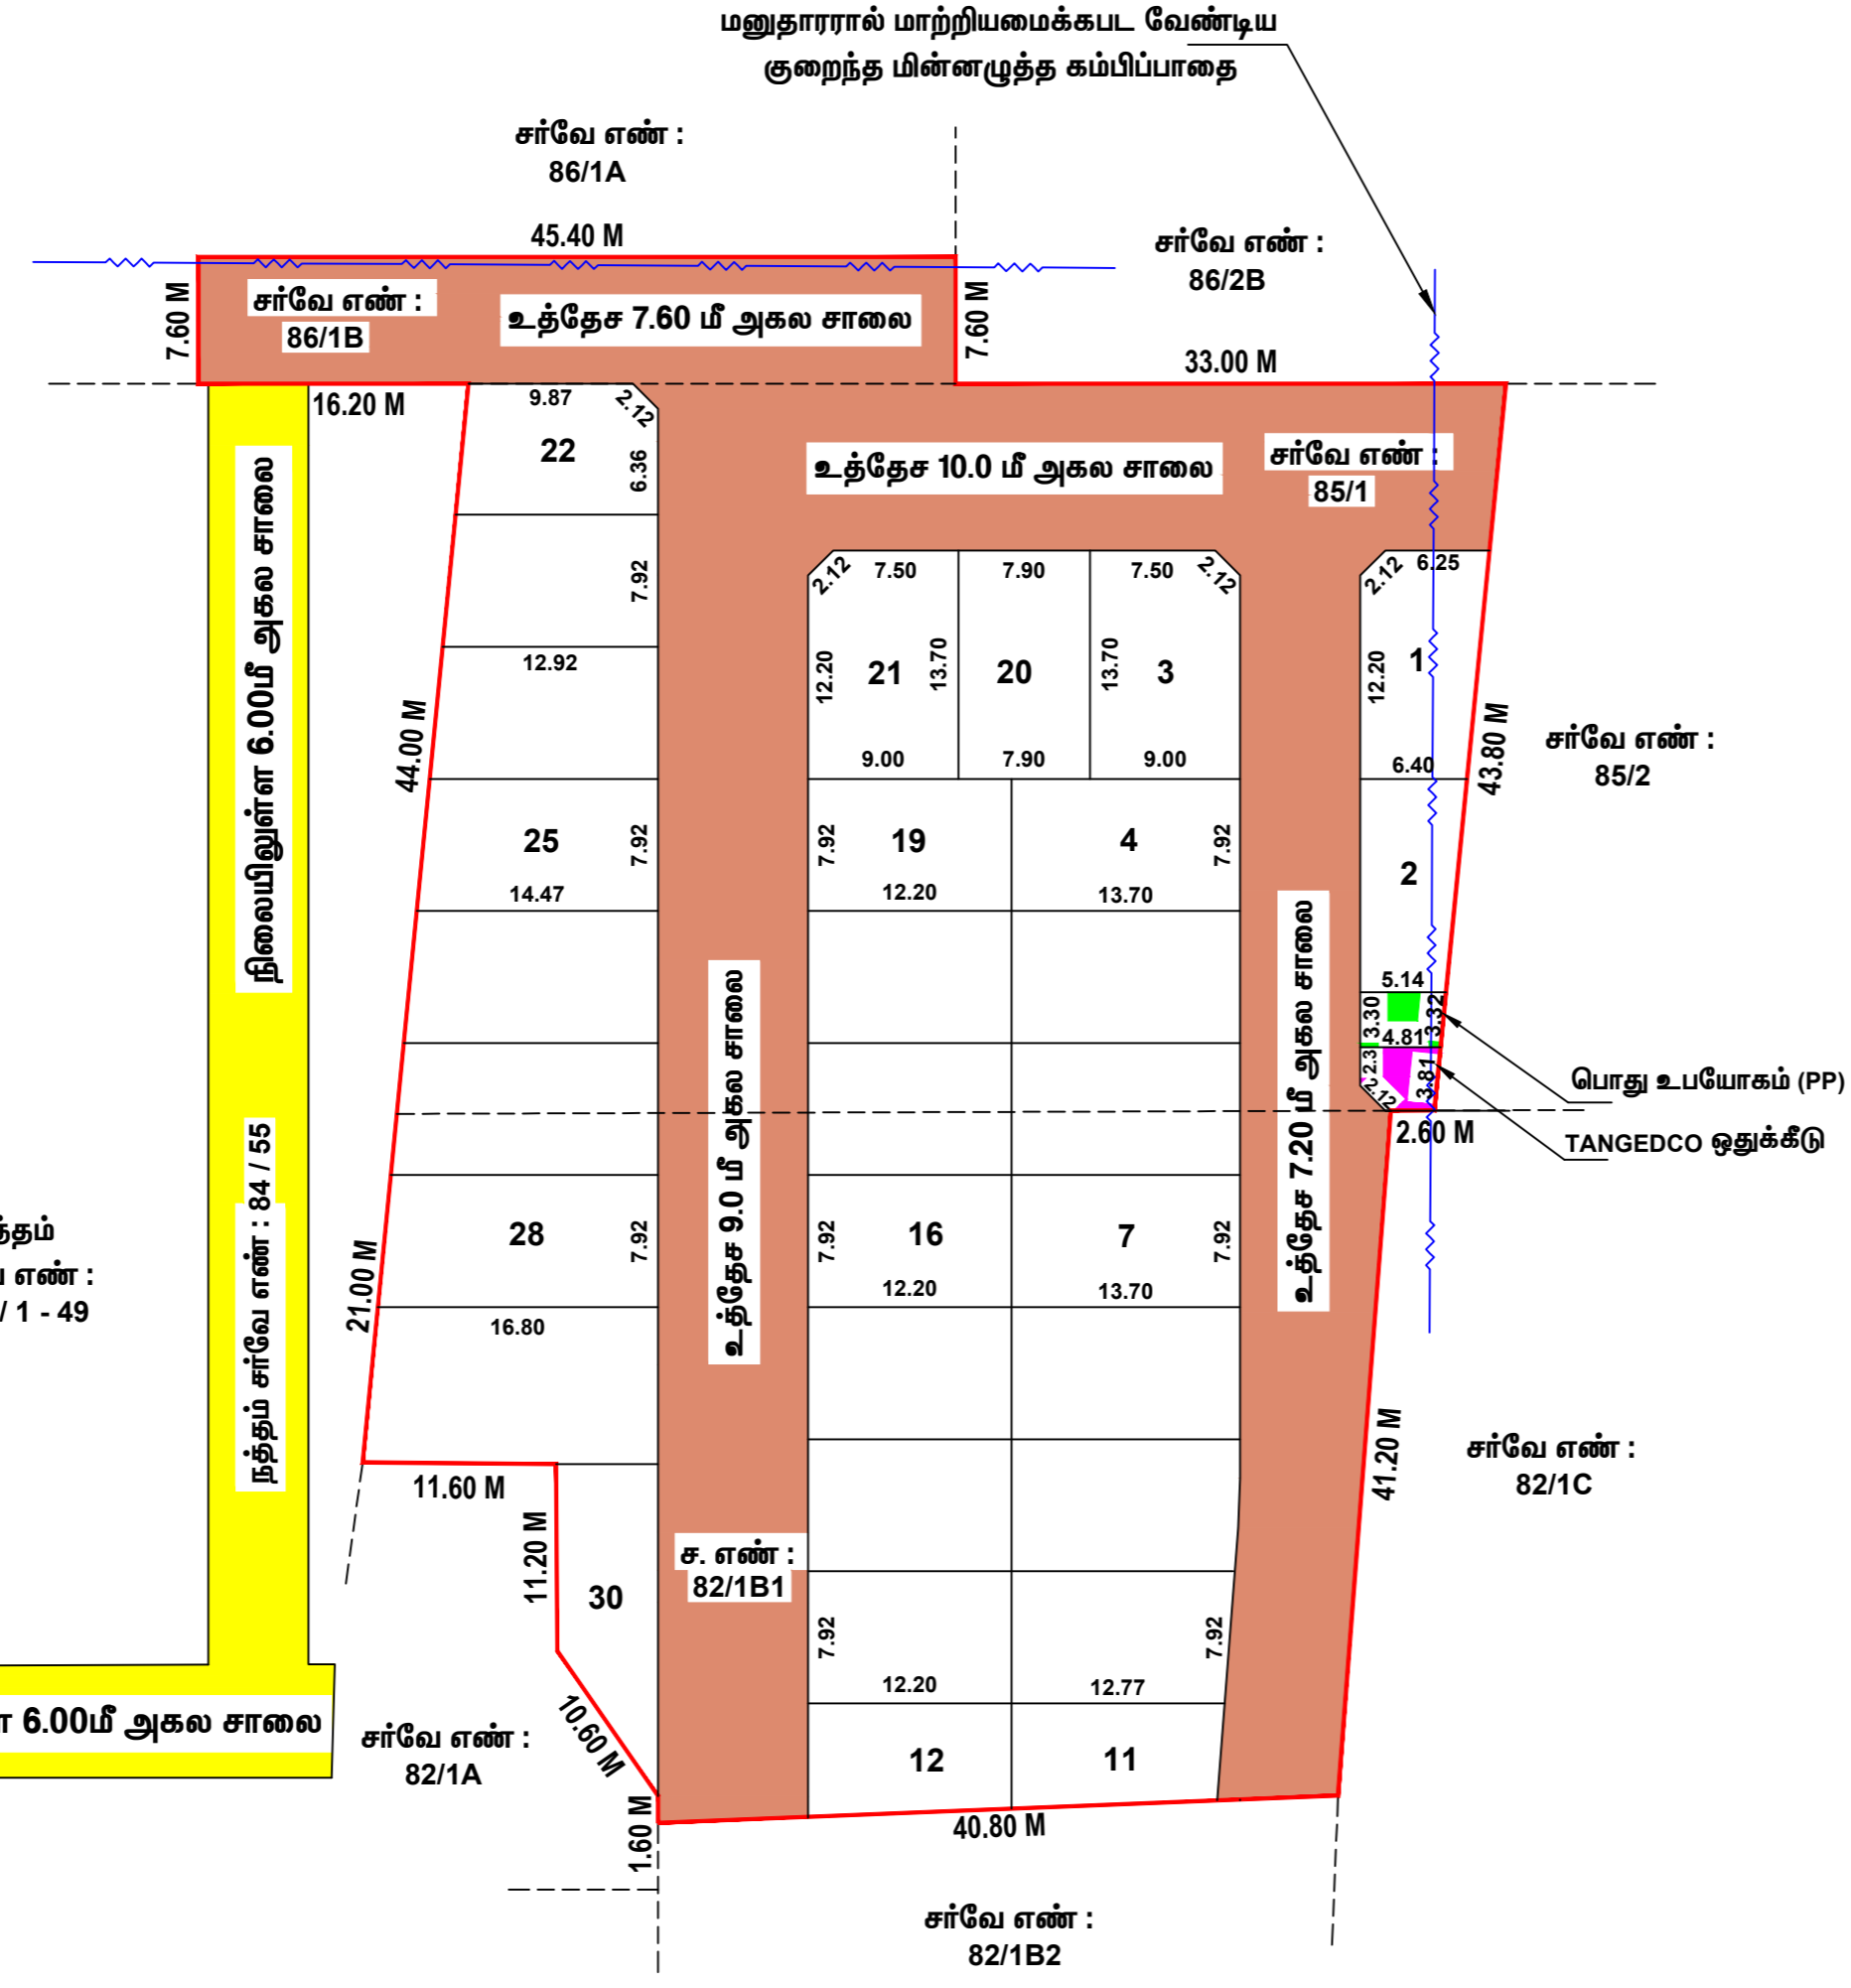 மனுதாரரால் மாற்றியமைக்கபட வேண்டிய
குறைந்த மின்னழுத்த கம்பிப்பாதை
சர்வே எண் :
86/1A
45.40 M
சர்வே எண் :
86/2B
7.60 M
சர்வே எண் :
86/1B
உத்தேச 7.60 மீ அகல சாலை
7.60 M
33.00 M
16.20 M
9.87
2.12
22
6.36
உத்தேச 10.0 மீ அகல சாலை
சர்வே எண் :
85/1
நிலையிலுள்ள 6.00மீ அகல சாலை
7.92
2.12
7.50
7.90
7.50
2.12
2.12
6.25
12.92
12.20
21
13.70
20
13.70
3
12.20
1
44.00 M
43.80 M
சர்வே எண் :
85/2
9.00
7.90
9.00
6.40
25
7.92
7.92
19
4
7.92
2
14.47
12.20
13.70
உத்தேச 9.0 மீ அகல சாலை
உத்தேச 7.20 மீ அகல சாலை
5.14
3.30
3.32
4.81
2.3
3.81
2.12
பொது உபயோகம் (PP)
2.60 M
TANGEDCO ஒதுக்கீடு
நத்தம் சர்வே எண் : 84 / 55
எண் :
/ 1 - 49
21.00 M
28
7.92
7.92
16
7
7.92
16.80
12.20
13.70
11.60 M
41.20 M
சர்வே எண் :
82/1C
11.20 M
30
ச. எண் :
82/1B1
7.92
7.92
12.20
12.77
6.00மீ அகல சாலை
10.60 M
சர்வே எண் :
82/1A
12
11
1.60 M
40.80 M
சர்வே எண் :
82/1B2